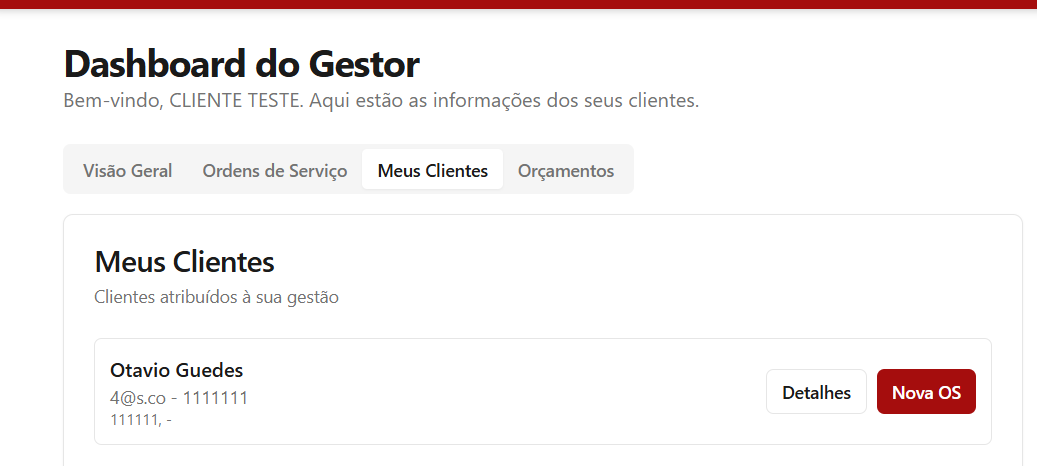 Dashboard do Gestor
Bem-vindo, CLIENTE TESTE. Aqui estão as informações dos seus clientes.
Visão Geral Ordens de Serviço Meus Clientes Orçamentos
Meus Clientes
Clientes atribuídos à sua gestão
Otavio Guedes
4@s.co - 1111111
111111, -
Detalhes Nova OS